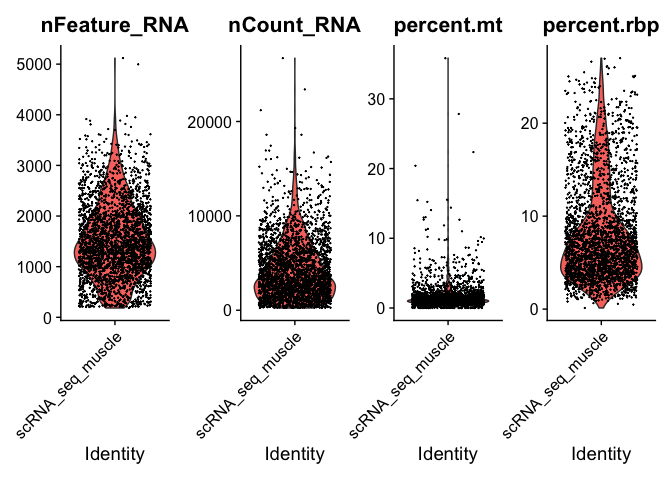 nFeature_RNA
5000
4000
3000
2000
1000
0
scRNA_seq_muscle
Identity
nCount_RNA
20000
10000
0
scRNA_seq_muscle
Identity
percent.mt
30
20
10
0
scRNA_seq_muscle
Identity
percent.rbp
20
10
0
scRNA_seq_muscle
Identity